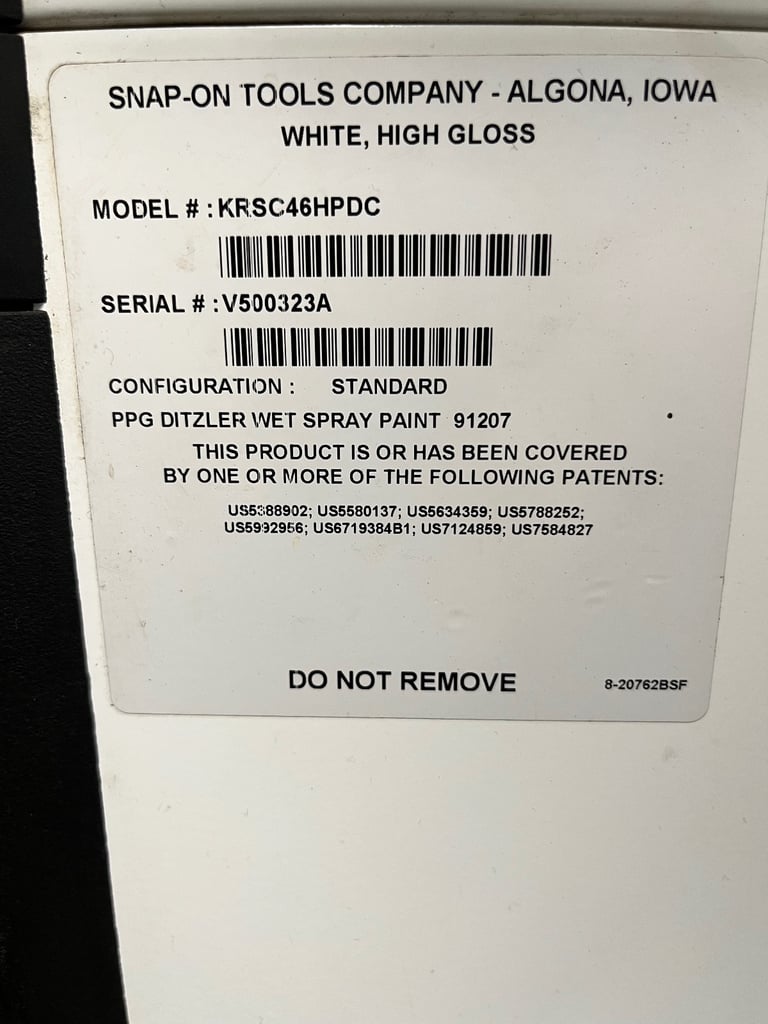 SNAP-ON TOOLS COMPANY - ALGONA, IOWA
WHITE, HIGH GLOSS
MODEL # : KRSC46HPDC
SERIAL # : V500323A
CONFIGURATION : STANDARD
PPG DITZLER WET SPRAY PAINT 91207
THIS PRODUCT IS OR HAS BEEN COVERED
BY ONE OR MORE OF THE FOLLOWING PATENTS:
US5388902; US5580137; US5634359; US5788252;
US5992956; US6719384B1; US7124859; US7584827
DO NOT REMOVE
8-20762BSF